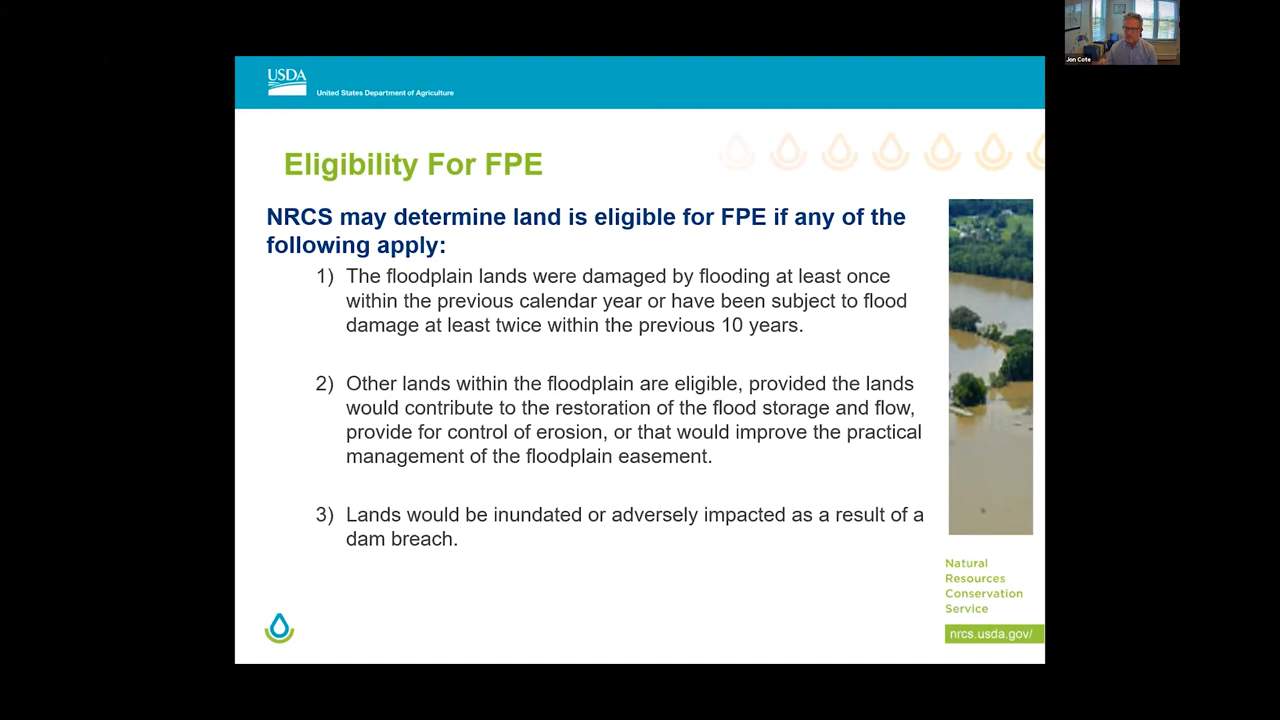 Jon Cote
USDA
United States Department of Agriculture
Eligibility For FPE
NRCS may determine land is eligible for FPE if any of the
following apply:
1) The floodplain lands were damaged by flooding at least once
within the previous calendar year or have been subject to flood
damage at least twice within the previous 10 years.
2) Other lands within the floodplain are eligible, provided the lands
would contribute to the restoration of the flood storage and flow,
provide for control of erosion, or that would improve the practical
management of the floodplain easement.
3) Lands would be inundated or adversely impacted as a result of a
dam breach.
Natural
Resources
Conservation
Service
nrcs.usda.gov/